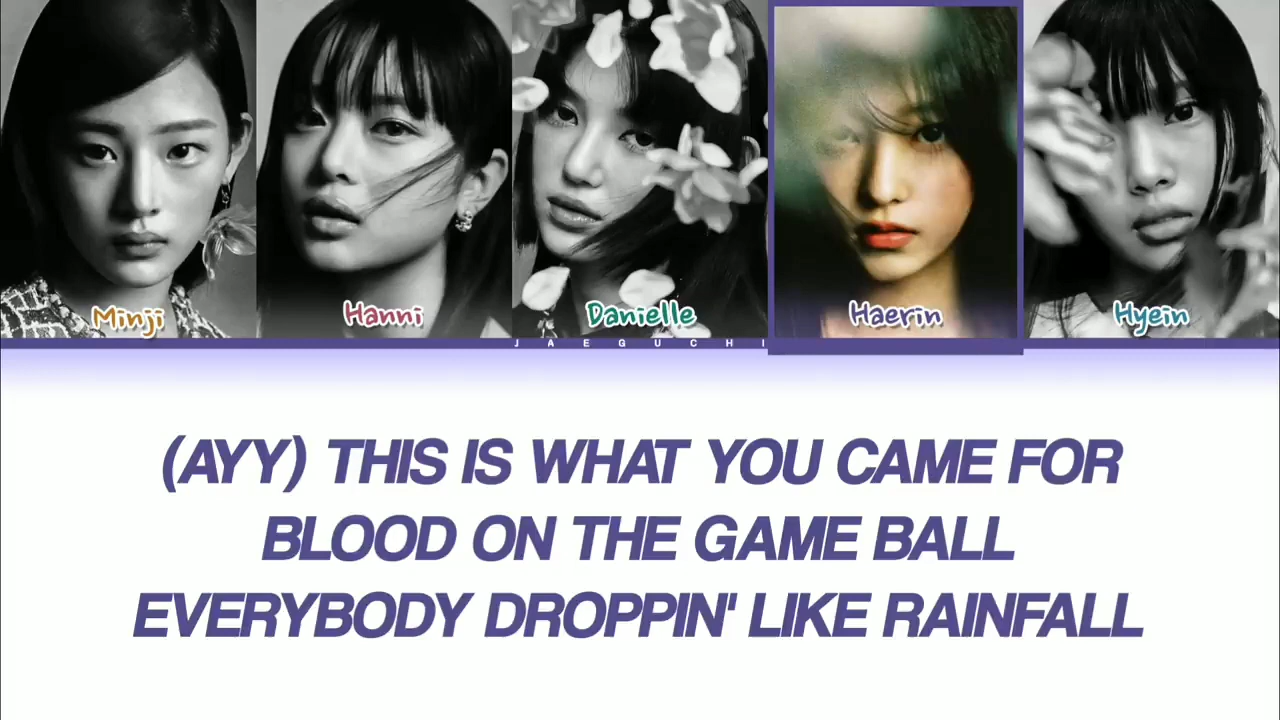 Minji Hanni Danielle Haerin Hyein
JAEGUCHI
(AYY) THIS IS WHAT YOU CAME FOR
BLOOD ON THE GAME BALL
EVERYBODY DROPPIN' LIKE RAINFALL